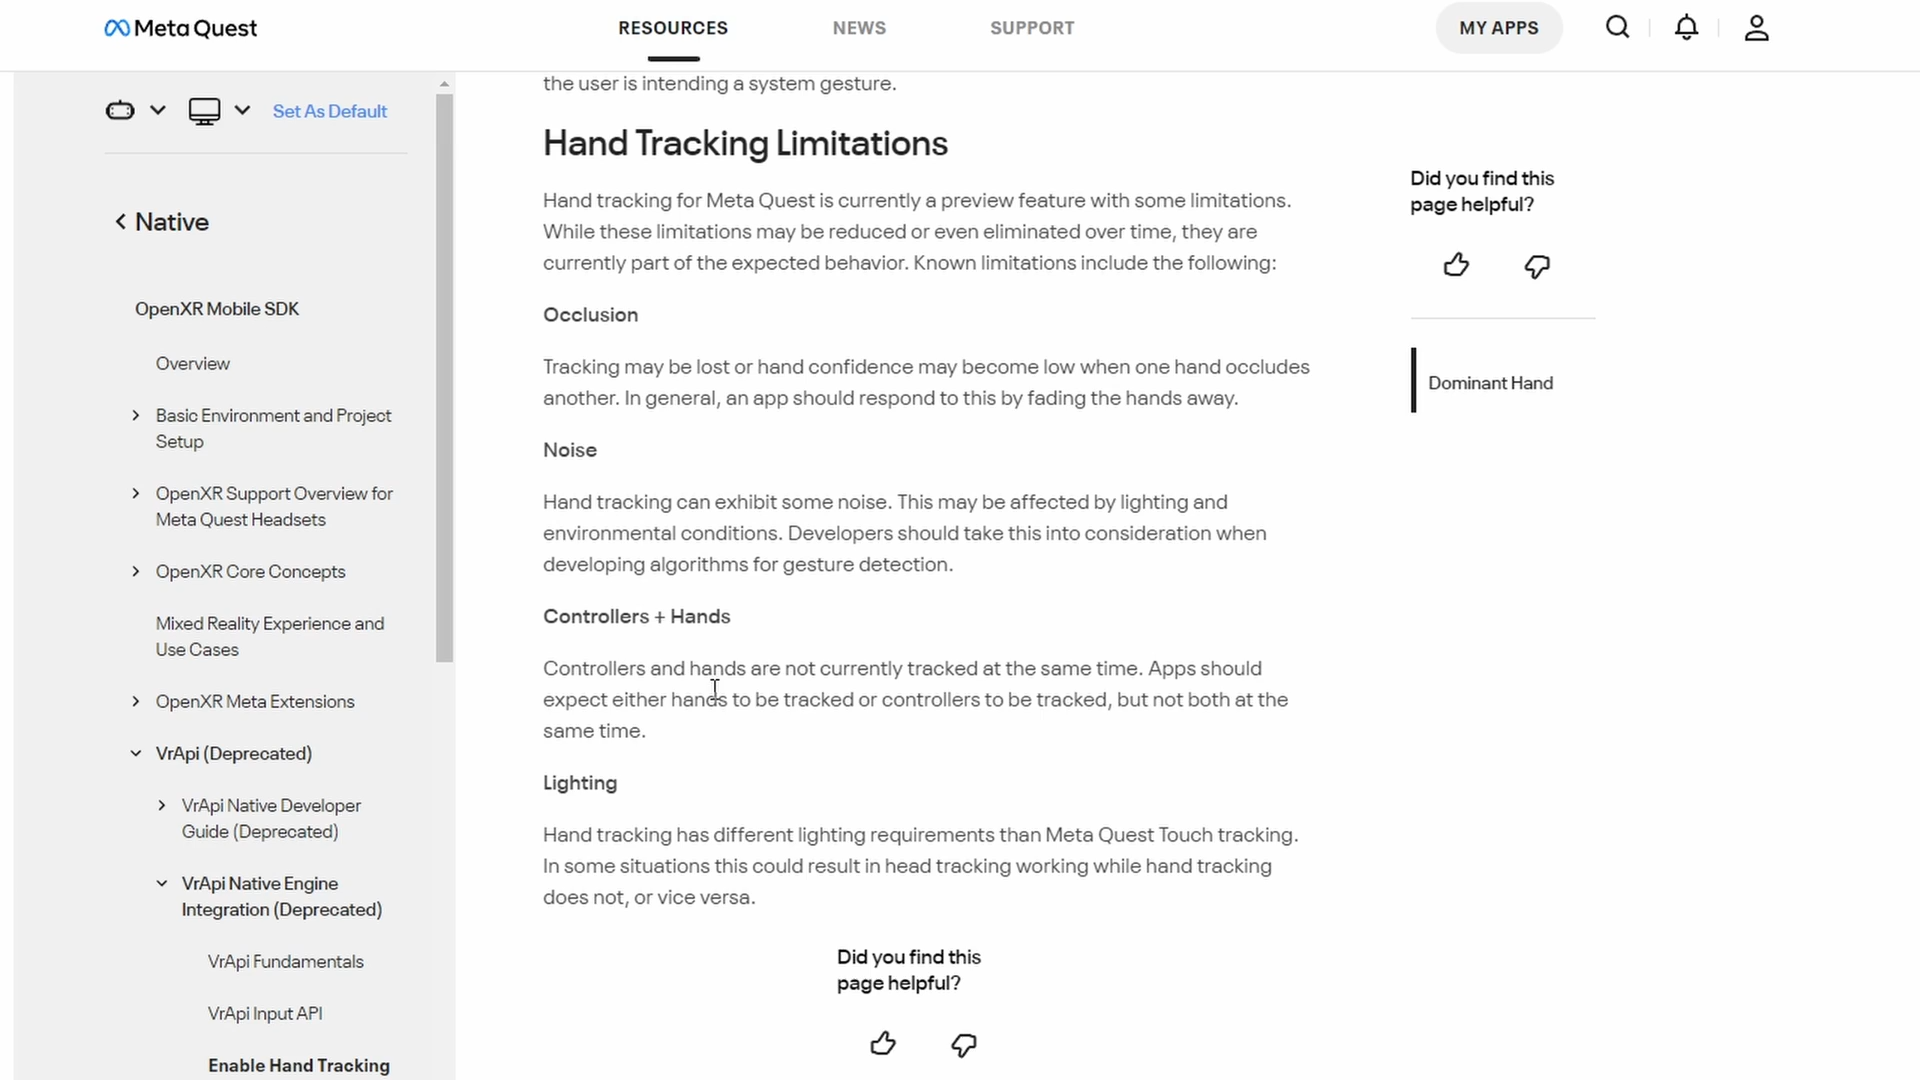 Meta Quest
RESOURCES
NEWS
SUPPORT
MY APPS
Set As Default
Native
OpenXR Mobile SDK
Overview
Basic Environment and Project
Setup
OpenXR Support Overview for
Meta Quest Headsets
OpenXR Core Concepts
Mixed Reality Experience and
Use Cases
OpenXR Meta Extensions
VrApi (Deprecated)
VrApi Native Developer
Guide (Deprecated)
VrApi Native Engine
Integration (Deprecated)
VrApi Fundamentals
VrApi Input API
Enable Hand Tracking
the user is intending a system gesture.
Hand Tracking Limitations
Hand tracking for Meta Quest is currently a preview feature with some limitations.
While these limitations may be reduced or even eliminated over time, they are
currently part of the expected behavior. Known limitations include the following:
Occlusion
Tracking may be lost or hand confidence may become low when one hand occludes
another. In general, an app should respond to this by fading the hands away.
Noise
Hand tracking can exhibit some noise. This may be affected by lighting and
environmental conditions. Developers should take this into consideration when
developing algorithms for gesture detection.
Controllers + Hands
Controllers and hands are not currently tracked at the same time. Apps should
expect either hands to be tracked or controllers to be tracked, but not both at the
same time.
Lighting
Hand tracking has different lighting requirements than Meta Quest Touch tracking.
In some situations this could result in head tracking working while hand tracking
does not, or vice versa.
Did you find this
page helpful?
Did you find this
page helpful?
Dominant Hand